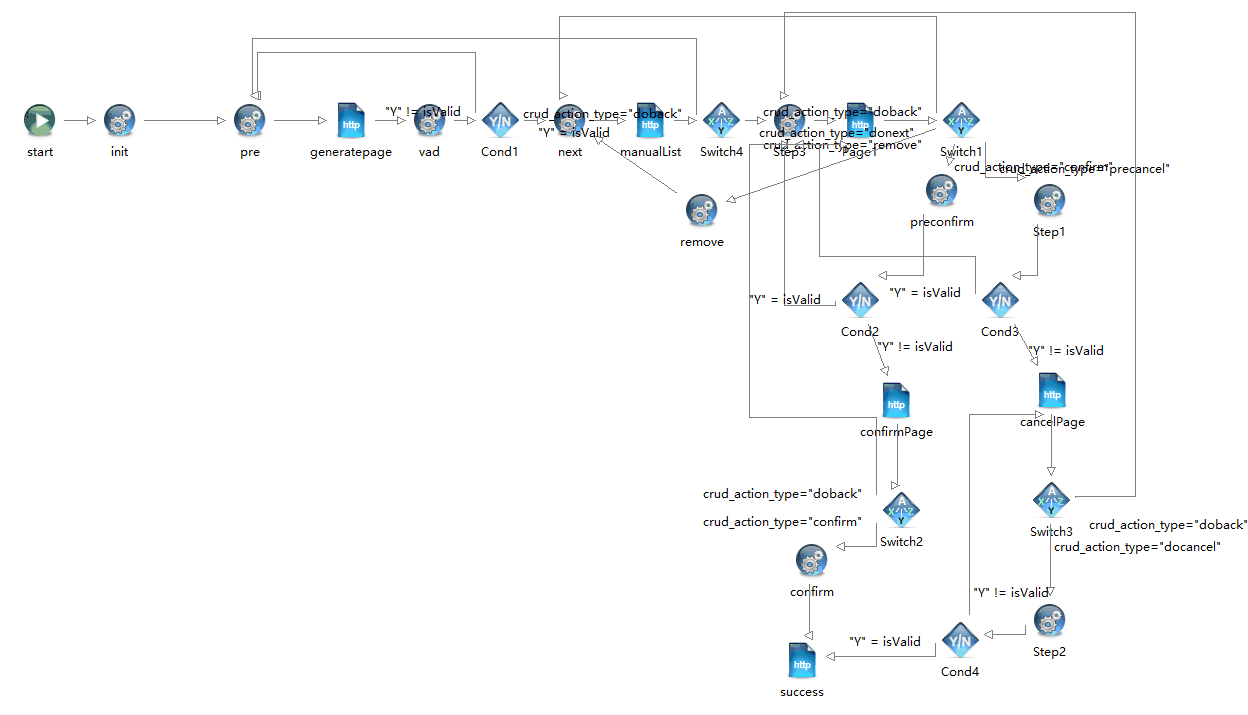 "Y" != isValid
crud_action_type="doback"
crud_action_type="doback"
http
http
http
Y/N
A
X
Z
Y
A
X
Z
Y
"Y" = isValid
crud_action_type="donext"
crud_action_type="remove"
start
init
pre
generatepage
vad
Cond1
next
manualList
Switch4
Step3
Page1
Switch1
crud_action_type="confirm"
crud_action_type="precancel"
preconfirm
Step1
remove
"Y" = isValid
"Y" = isValid
Y/N
Y/N
Cond2
Cond3
"Y" != isValid
"Y" != isValid
http
http
confirmPage
cancelPage
crud_action_type="doback"
crud_action_type="confirm"
A
X
Z
Y
Switch2
A
X
Z
Y
Switch3
crud_action_type="doback"
crud_action_type="docancel"
confirm
"Y" != isValid
Step2
"Y" = isValid
Y/N
Cond4
http
success